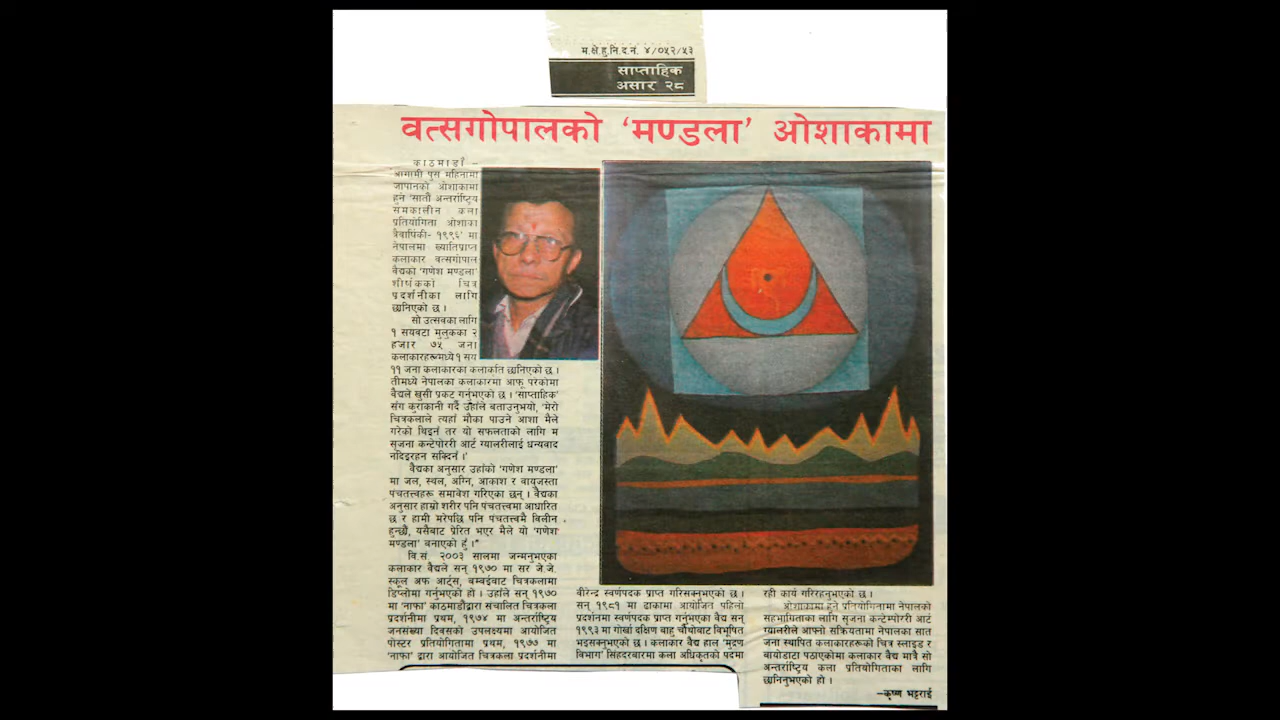 म.क्षे.हु.नि.द.नं. ४/०५२/५३
साप्ताहिक
असार २८
वत्सगोपालको ‘मण्डला’ ओशाकामा
काठमाडौं –
आगामी पुस महिनामा
जापानको ओशाकामा
हुने ‘सातौं अन्तर्राष्ट्रिय
समकालीन कला
प्रतियोगिता ओशाका
त्रैवार्षिकी- १९९६’ मा
नेपालमा ख्यातिप्राप्त
कलाकार वत्सगोपाल
वैद्यका ‘गणेश मण्डला’
शीर्षकको चित्र
प्रदर्शनीका लागि
छानिएको छ ।
सो उत्सवका लागि
१ सयवटा मुलुकका २
हजार ७५ जना
कलाकारहरूमध्ये १ सय
११ जना कलाकारका कलाकृति छानिएको छ ।
तीमध्ये नेपालका कलाकारमा आफू परेकोमा
वैद्यले खुसी प्रकट गर्नुभएको छ । ‘साप्ताहिक’
संग कुराकानी गर्दै उहाँले बताउनुभयो, ‘मेरो
चित्रकलाले त्यहाँ मौका पाउने आशा मैले
गरेको थिइनँ तर यो सफलताको लागि म
सृजना कन्टेम्पोररी आर्ट ग्यालरीलाई धन्यवाद
नदिइरहन सक्दिनँ ।’
वैद्यका अनुसार उहाँको ‘गणेश मण्डला’
मा जल, स्थल, अग्नि, आकाश र वायुजस्ता
पंचतत्त्वहरू समावेश गरिएका छन् । वैद्यका
अनुसार हाम्रो शरीर पनि पंचतत्त्वमा आधारित
छ र हामी मरेपछि पनि पंचतत्त्वमै विलीन
हुन्छौं, यसैबाट प्रेरित भएर मैले यो ‘गणेश
मण्डला’ बनाएको हुँ ।”
वि.सं. २००३ सालमा जन्मनुभएका
कलाकार वैद्यले सन् १९७० मा सर जे.जे.
स्कूल अफ आर्ट्स, बम्बईबाट चित्रकलामा
डिप्लोमा गर्नुभएको हो । उहाँले सन् १९७०
मा ‘नाफा’ काठमाडौंद्वारा संचालित चित्रकला
प्रदर्शनीमा प्रथम, १९७४ मा अन्तर्राष्ट्रिय
जनसंख्या दिवसको उपलक्ष्यमा आयोजित
पोस्टर प्रतियोगितामा प्रथम, १९७७ मा
‘नाफा’ द्वारा आयोजित चित्रकला प्रदर्शनीमा
वीरेन्द्र स्वर्णपदक प्राप्त गरिसक्नुभएको छ ।
सन् १९८१ मा ढाकामा आयोजित पहिलो
प्रदर्शनमा स्वर्णपदक प्राप्त गर्नुभएका वैद्य सन्
१९९३ मा गोर्खा दक्षिण बाहु चौथोबाट विभूषित
भइसक्नुभएको छ । कलाकार वैद्य हाल ‘मुद्रण
विभाग’ सिंहदरबारमा कला अधिकृतको पदमा
रही कार्य गरिरहनुभएको छ ।
ओशाकामा हुने प्रतियोगितामा नेपालको
सहभागिताका लागि सृजना कन्टेम्पोररी आर्ट
ग्यालरीले आफ्नो सक्रियतामा नेपालका सात
जना स्थापित कलाकारहरूको चित्र स्लाइड र
बायोडाटा पठाएकोमा कलाकार वैद्य मात्रै सो
अन्तर्राष्ट्रिय कला प्रतियोगिताका लागि
छानिनुभएको हो ।
–कृष्ण भट्टराई